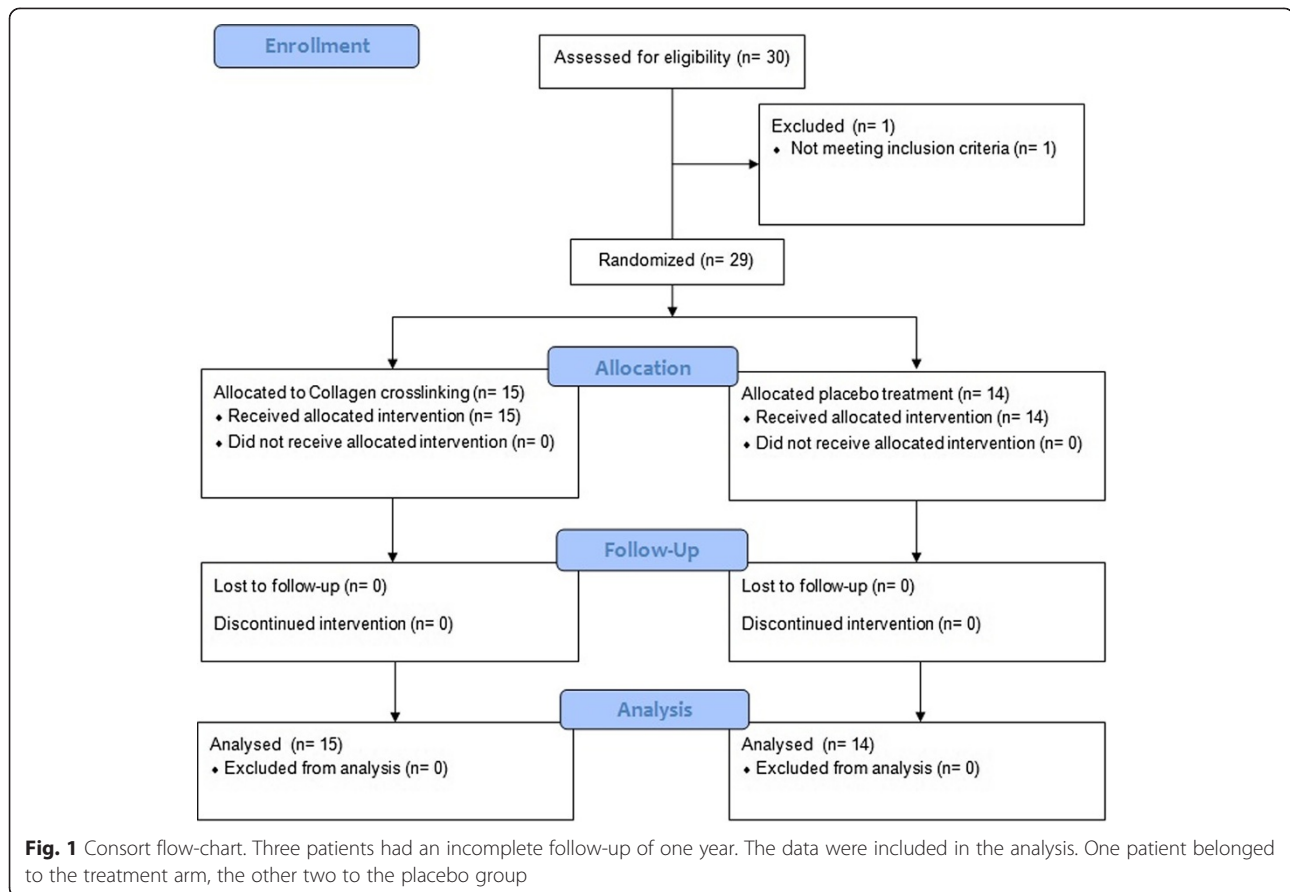 Enrollment
Assessed for eligibility (n= 30)
Excluded (n= 1)
⬧ Not meeting inclusion criteria (n= 1)
Randomized (n= 29)
Allocation
Allocated to Collagen crosslinking (n= 15)
⬧ Received allocated intervention (n= 15)
⬧ Did not receive allocated intervention (n= 0)
Allocated placebo treatment (n= 14)
⬧ Received allocated intervention (n= 14)
⬧ Did not receive allocated intervention (n= 0)
Follow-Up
Lost to follow-up (n= 0)
Discontinued intervention (n= 0)
Lost to follow-up (n= 0)
Discontinued intervention (n= 0)
Analysis
Analysed (n= 15)
⬧ Excluded from analysis (n= 0)
Analysed (n= 14)
⬧ Excluded from analysis (n= 0)
Fig. 1 Consort flow-chart. Three patients had an incomplete follow-up of one year. The data were included in the analysis. One patient belonged
to the treatment arm, the other two to the placebo group